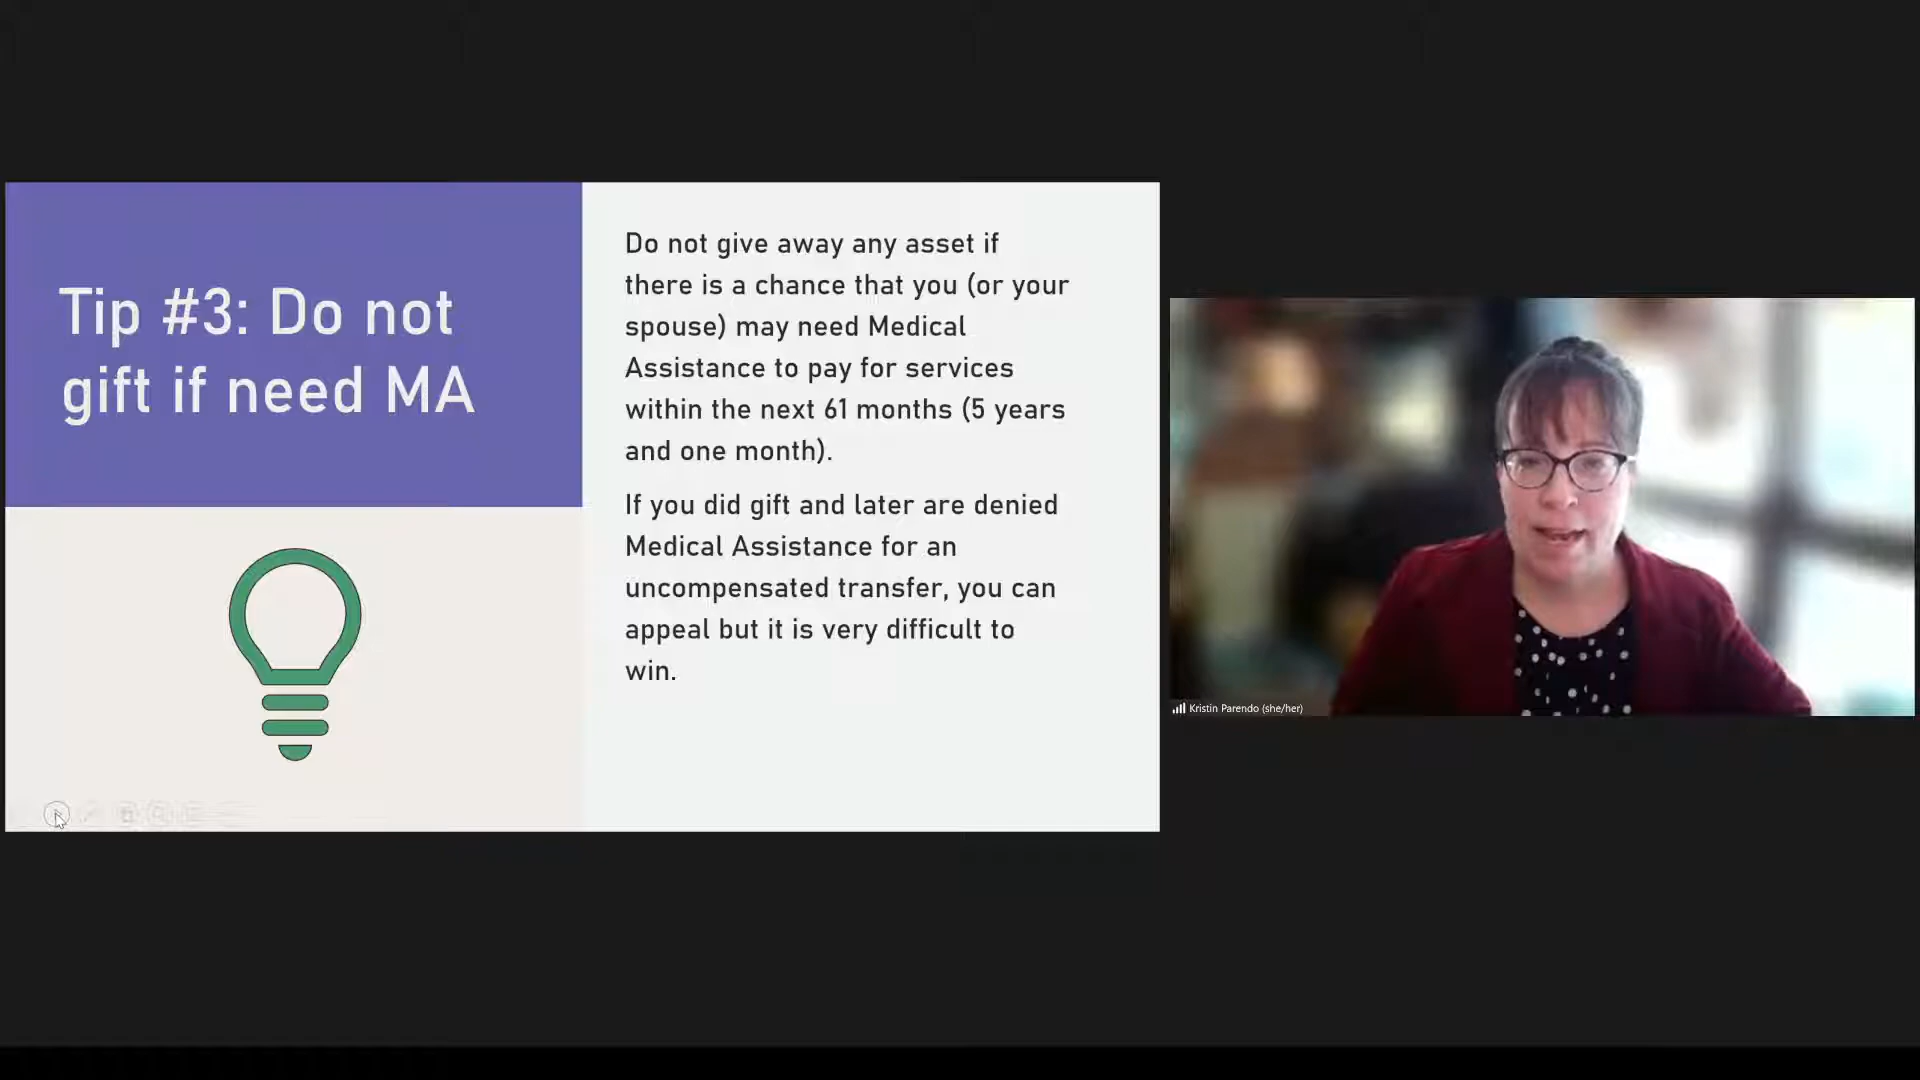 Tip #3: Do not
gift if need MA
Do not give away any asset if
there is a chance that you (or your
spouse) may need Medical
Assistance to pay for services
within the next 61 months (5 years
and one month).
If you did gift and later are denied
Medical Assistance for an
uncompensated transfer, you can
appeal but it is very difficult to
win.
Kristin Parendo (she/her)